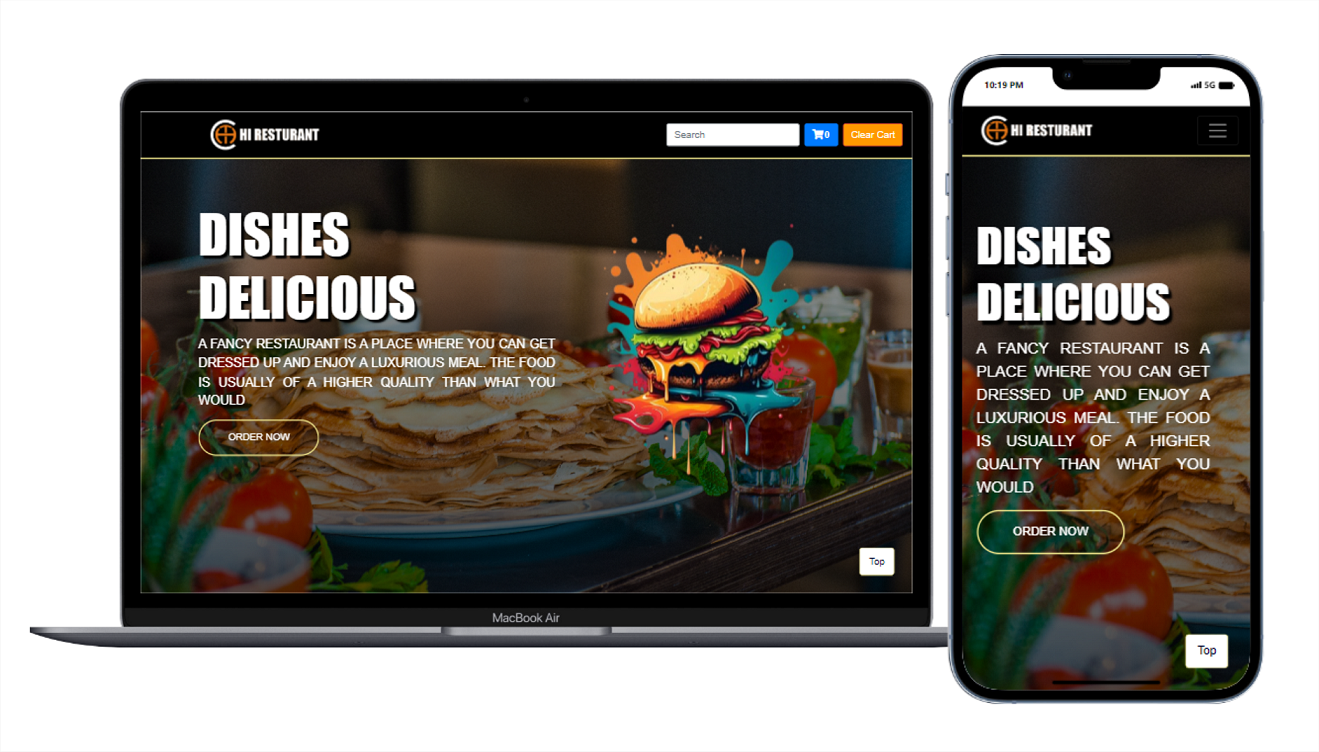 HI RESTURANT
Search
0
Clear Cart
DISHES
DELICIOUS
A FANCY RESTAURANT IS A PLACE WHERE YOU CAN GET
DRESSED UP AND ENJOY A LUXURIOUS MEAL. THE FOOD
IS USUALLY OF A HIGHER QUALITY THAN WHAT YOU
WOULD
ORDER NOW
Top
MacBook Air
10:19 PM
5G
HI RESTURANT
DISHES
DELICIOUS
A FANCY RESTAURANT IS A
PLACE WHERE YOU CAN GET
DRESSED UP AND ENJOY A
LUXURIOUS MEAL. THE FOOD
IS USUALLY OF A HIGHER
QUALITY THAN WHAT YOU
WOULD
ORDER NOW
Top